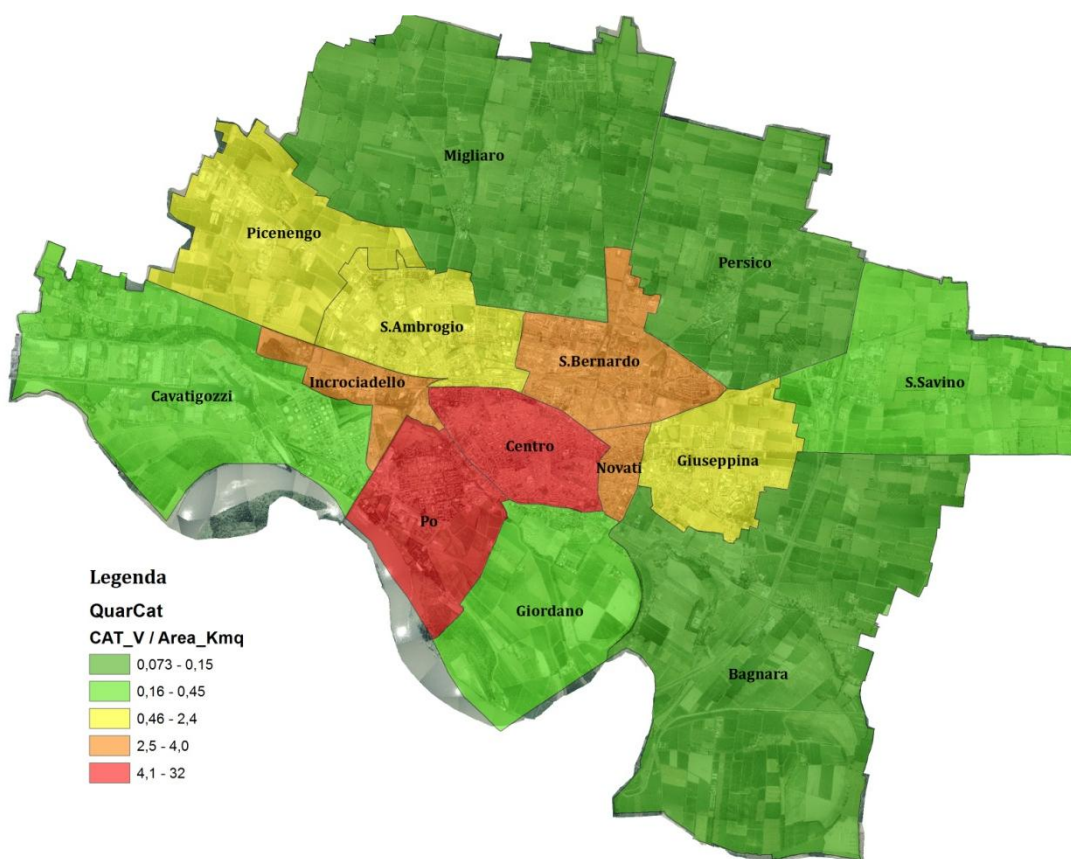 Migliaro
Picenengo
Persico
S.Ambrogio
S.Bernardo
Incrociadello
S.Savino
Cavatigozzi
Centro
Novati
Giuseppina
Po
Giordano
Bagnara
Legenda
QuarCat
CAT_V / Area_Kmq
0,073 - 0,15
0,16 - 0,45
0,46 - 2,4
2,5 - 4,0
4,1 - 32